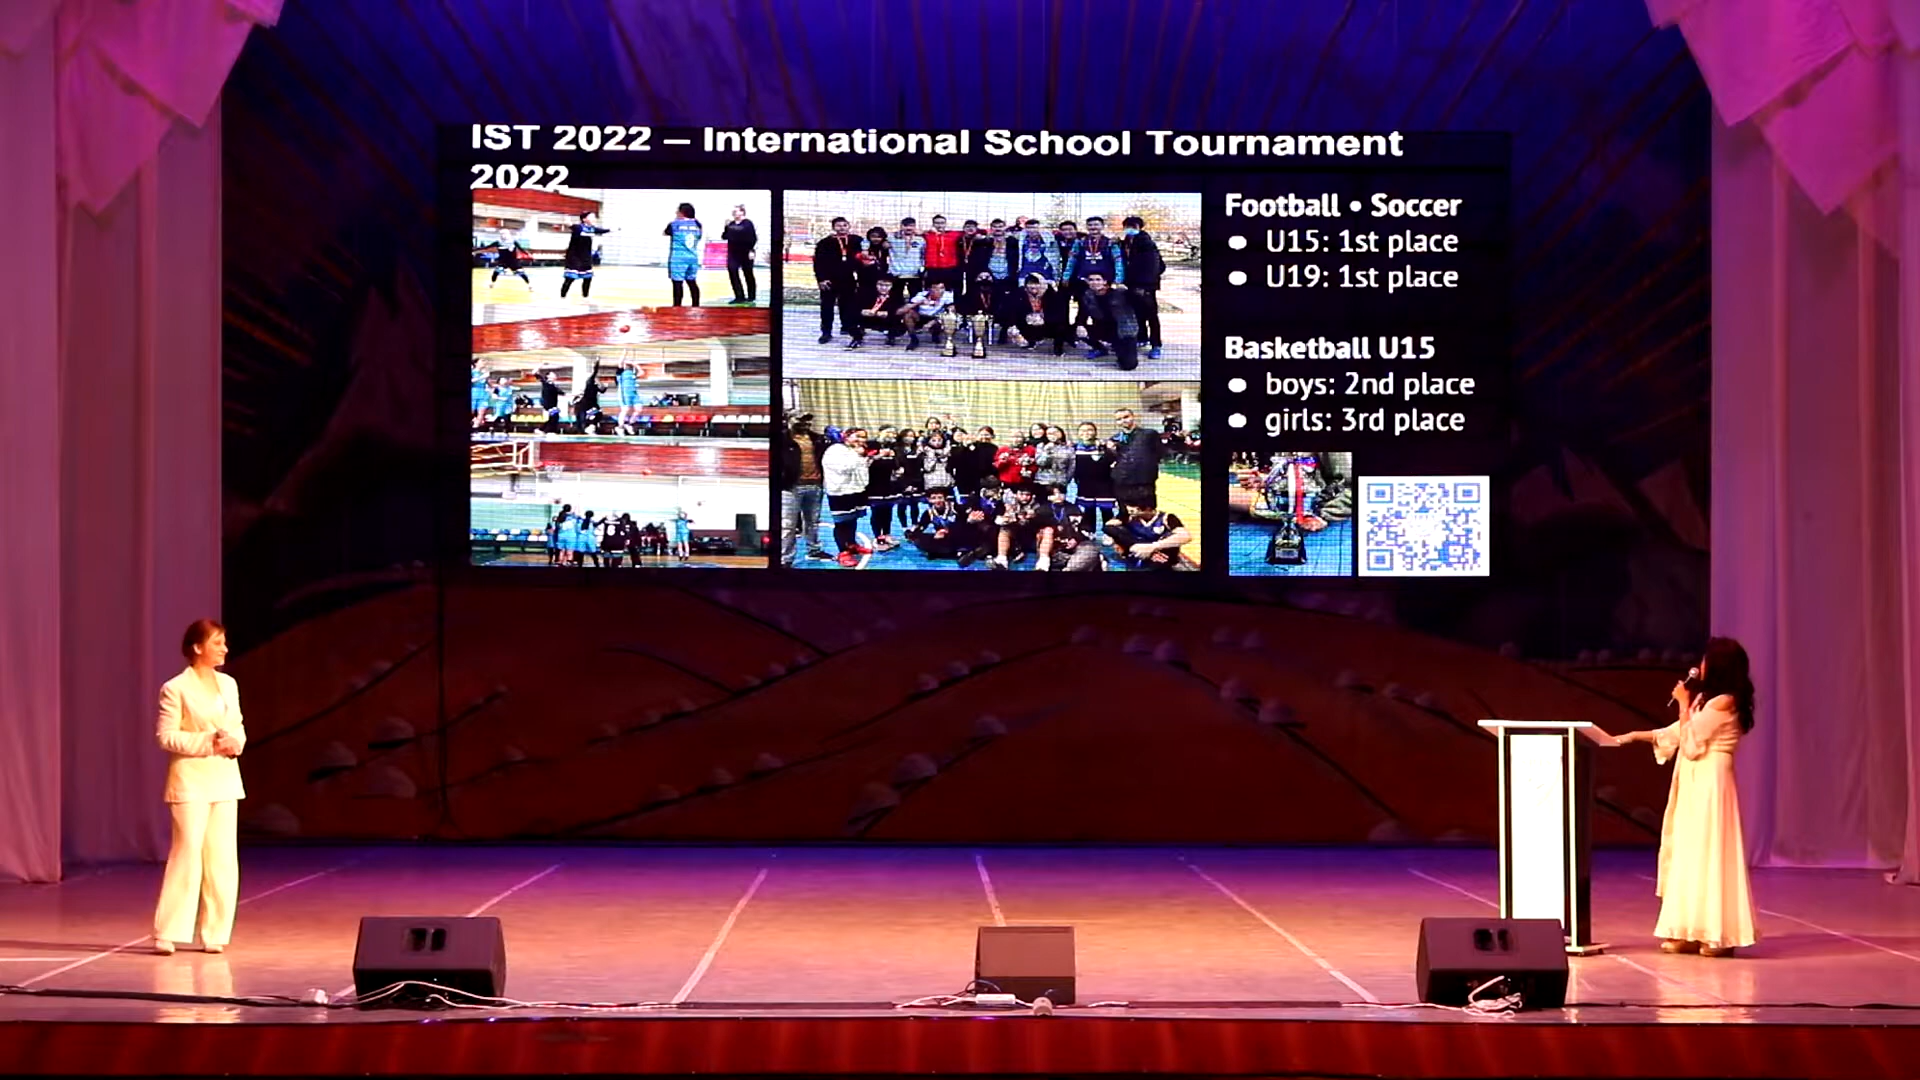 IST 2022 – International School Tournament
2022
Football • Soccer
● U15: 1st place
● U19: 1st place
Basketball U15
● boys: 2nd place
● girls: 3rd place